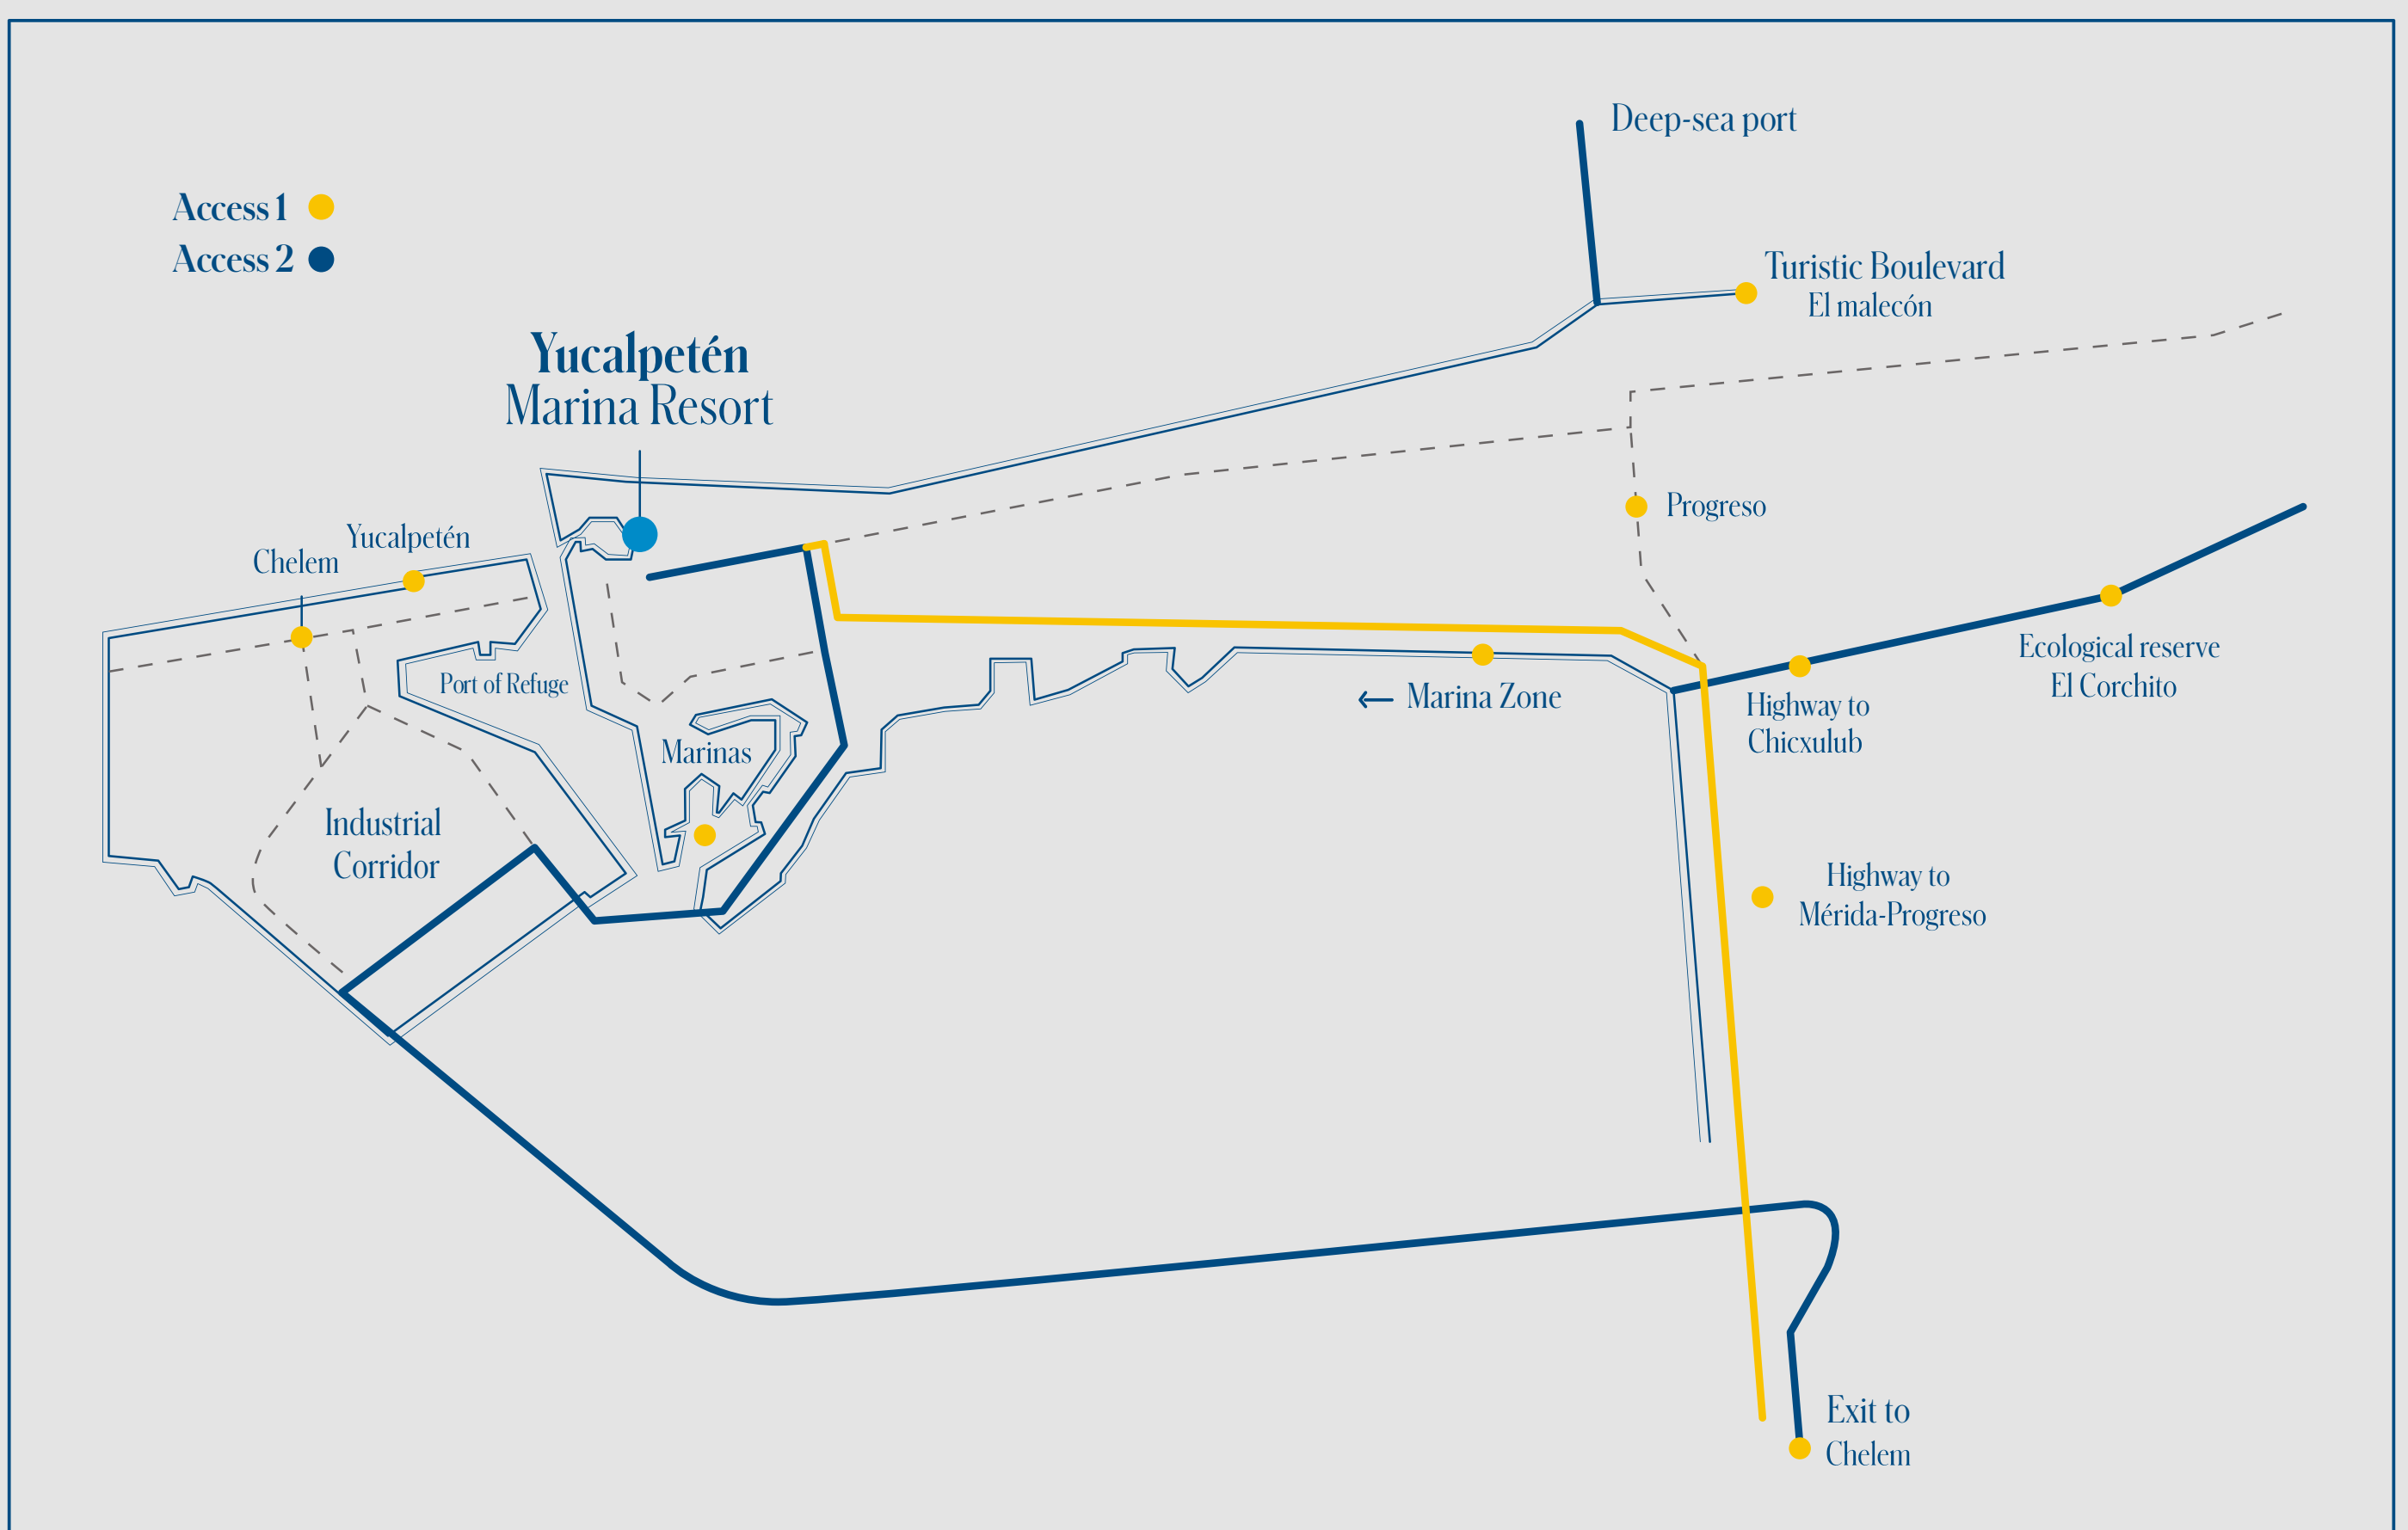 Deep-sea port
Access 1
Access 2
Turistic Boulevard
El malecón
Yucalpetén
Marina Resort
Progreso
Yucalpetén
Chelem
Ecological reserve
El Corchito
Port of Refuge
Marina Zone
Highway to
Chicxulub
Marinas
Industrial
Corridor
Highway to
Mérida-Progreso
Exit to
Chelem